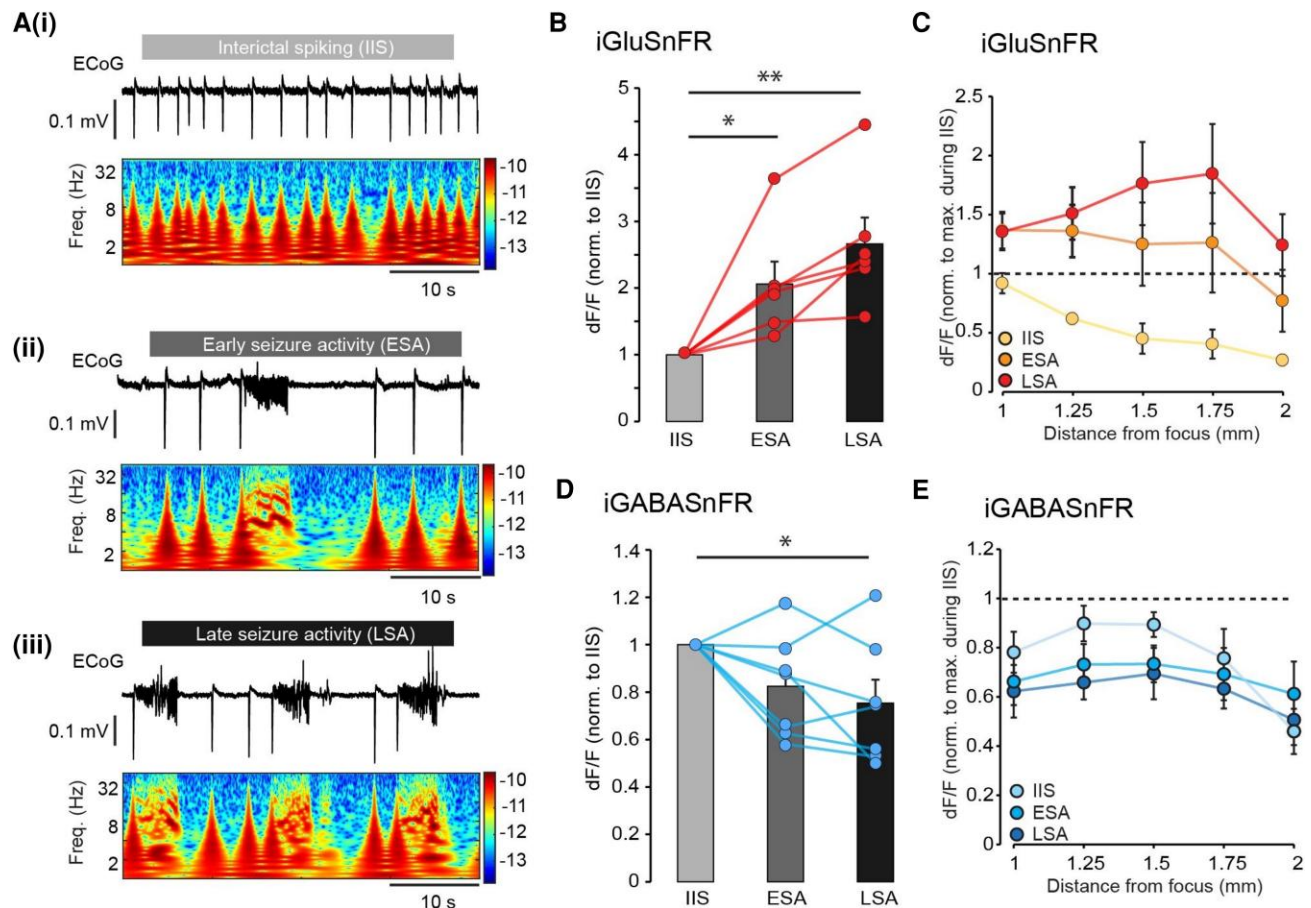 A(i)
Interictal spiking (IIS)
ECoG
0.1 mV
Freq. (Hz)
32
8
2
-10
-11
-12
-13
10 s
(ii)
Early seizure activity (ESA)
ECoG
0.1 mV
Freq. (Hz)
32
8
2
-10
-11
-12
-13
10 s
(iii)
Late seizure activity (LSA)
ECoG
0.1 mV
Freq. (Hz)
32
8
2
-10
-11
-12
-13
10 s
B
iGluSnFR
dF/F (norm. to IIS)
5
4
3
2
1
0
**
*
IIS
ESA
LSA
C
iGluSnFR
dF/F (norm. to max. during IIS)
2.5
2
1.5
1
0.5
0
IIS
ESA
LSA
1
1.25
1.5
1.75
2
Distance from focus (mm)
D
iGABASnFR
dF/F (norm. to IIS)
1.4
1.2
1
0.8
0.6
0.4
0.2
0
*
IIS
ESA
LSA
E
iGABASnFR
dF/F (norm. to max. during IIS)
1.2
1
0.8
0.6
0.4
0.2
0
IIS
ESA
LSA
1
1.25
1.5
1.75
2
Distance from focus (mm)